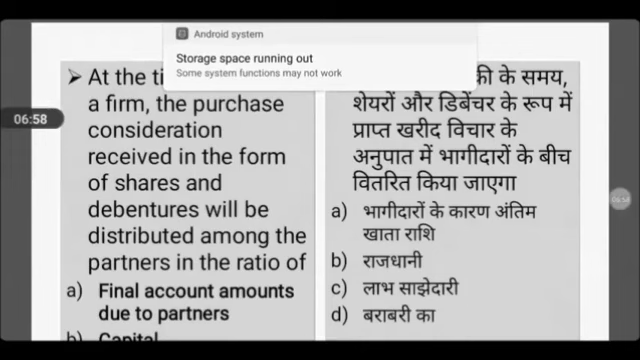 Android system
Storage space running out
Some system functions may not work
06:58
➤ At the ti
a firm, the purchase
consideration
received in the form
of shares and
debentures will be
distributed among the
partners in the ratio of
a) Final account amounts
due to partners
b) Capital
की के समय,
शेयरों और डिबेंचर के रूप में
प्राप्त खरीद विचार के
अनुपात में भागीदारों के बीच
वितरित किया जाएगा
a) भागीदारों के कारण अंतिम
खाता राशि
b) राजधानी
c) लाभ साझेदारी
d) बराबरी का